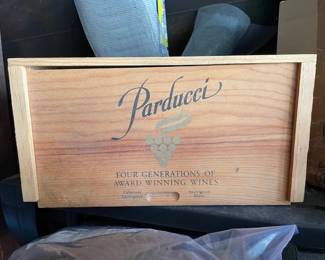 Parducci
FOUR GENERATIONS OF
AWARD WINNING WINES